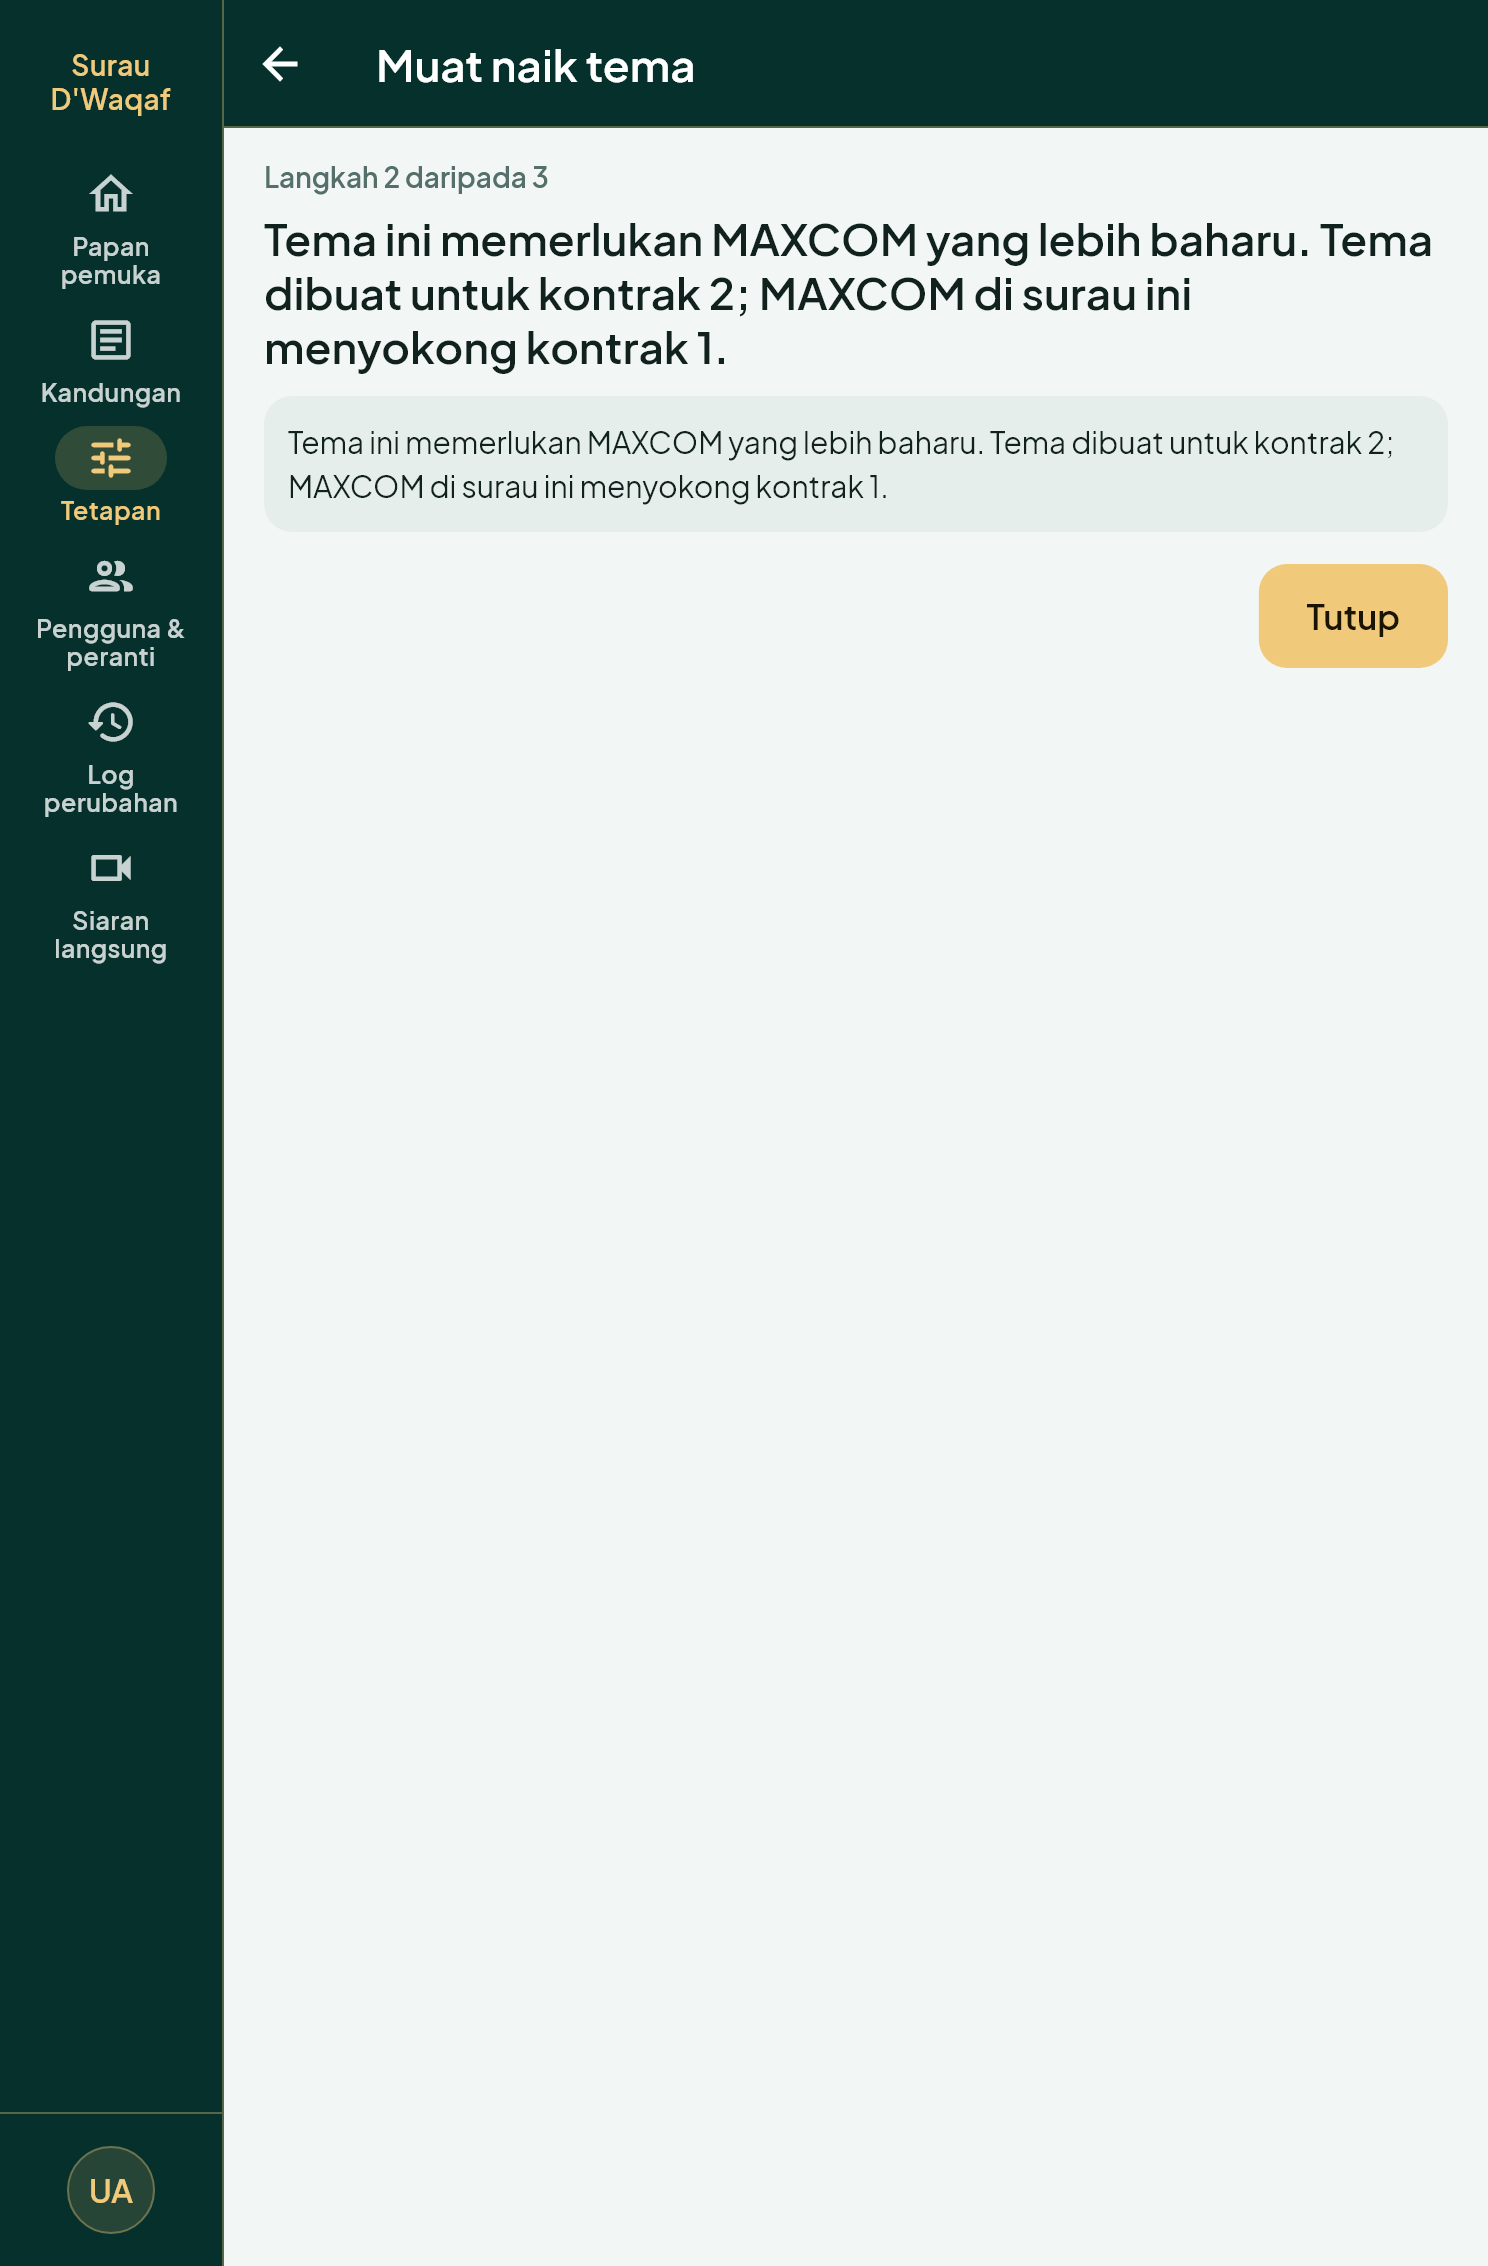 Surau
D'Waqaf
Papan
pemuka
Kandungan
Tetapan
Pengguna &
peranti
Log
perubahan
Siaran
langsung
UA
Muat naik tema
Langkah 2 daripada 3
Tema ini memerlukan MAXCOM yang lebih baharu. Tema
dibuat untuk kontrak 2; MAXCOM di surau ini
menyokong kontrak 1.
Tema ini memerlukan MAXCOM yang lebih baharu. Tema dibuat untuk kontrak 2;
MAXCOM di surau ini menyokong kontrak 1.
Tutup